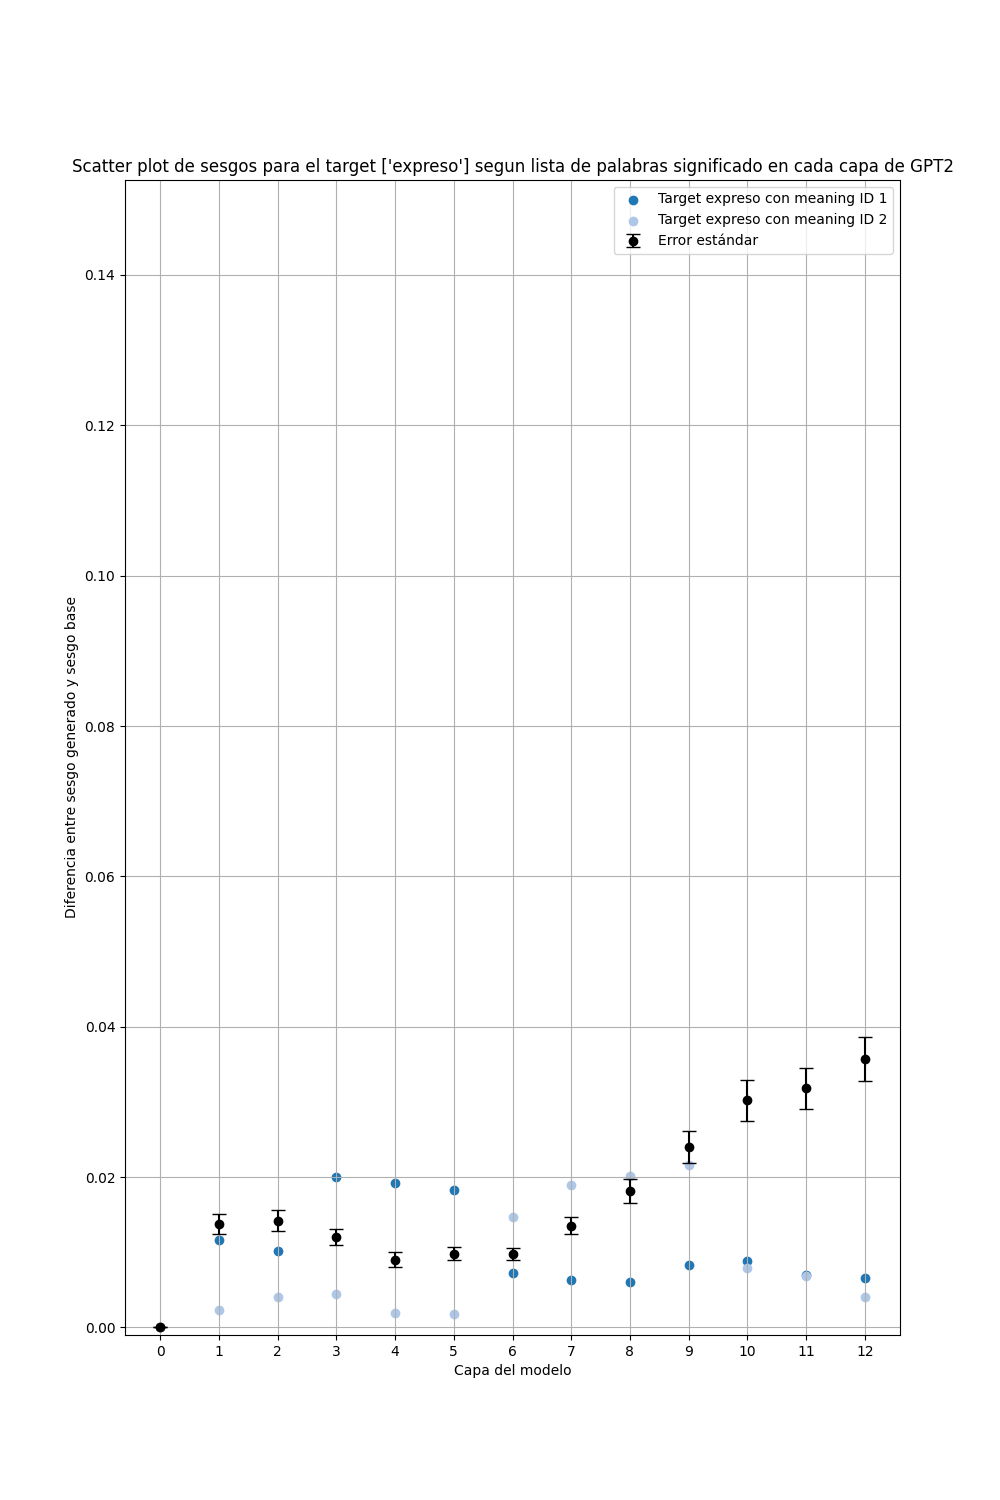 Scatter plot de sesgos para el target ['expreso'] segun lista de palabras significado en cada capa de GPT2
Target expreso con meaning ID 1
Target expreso con meaning ID 2
Error estándar
0.14
0.12
0.10
0.08
0.06
0.04
0.02
0.00
Diferencia entre sesgo generado y sesgo base
0 1 2 3 4 5 6 7 8 9 10 11 12
Capa del modelo